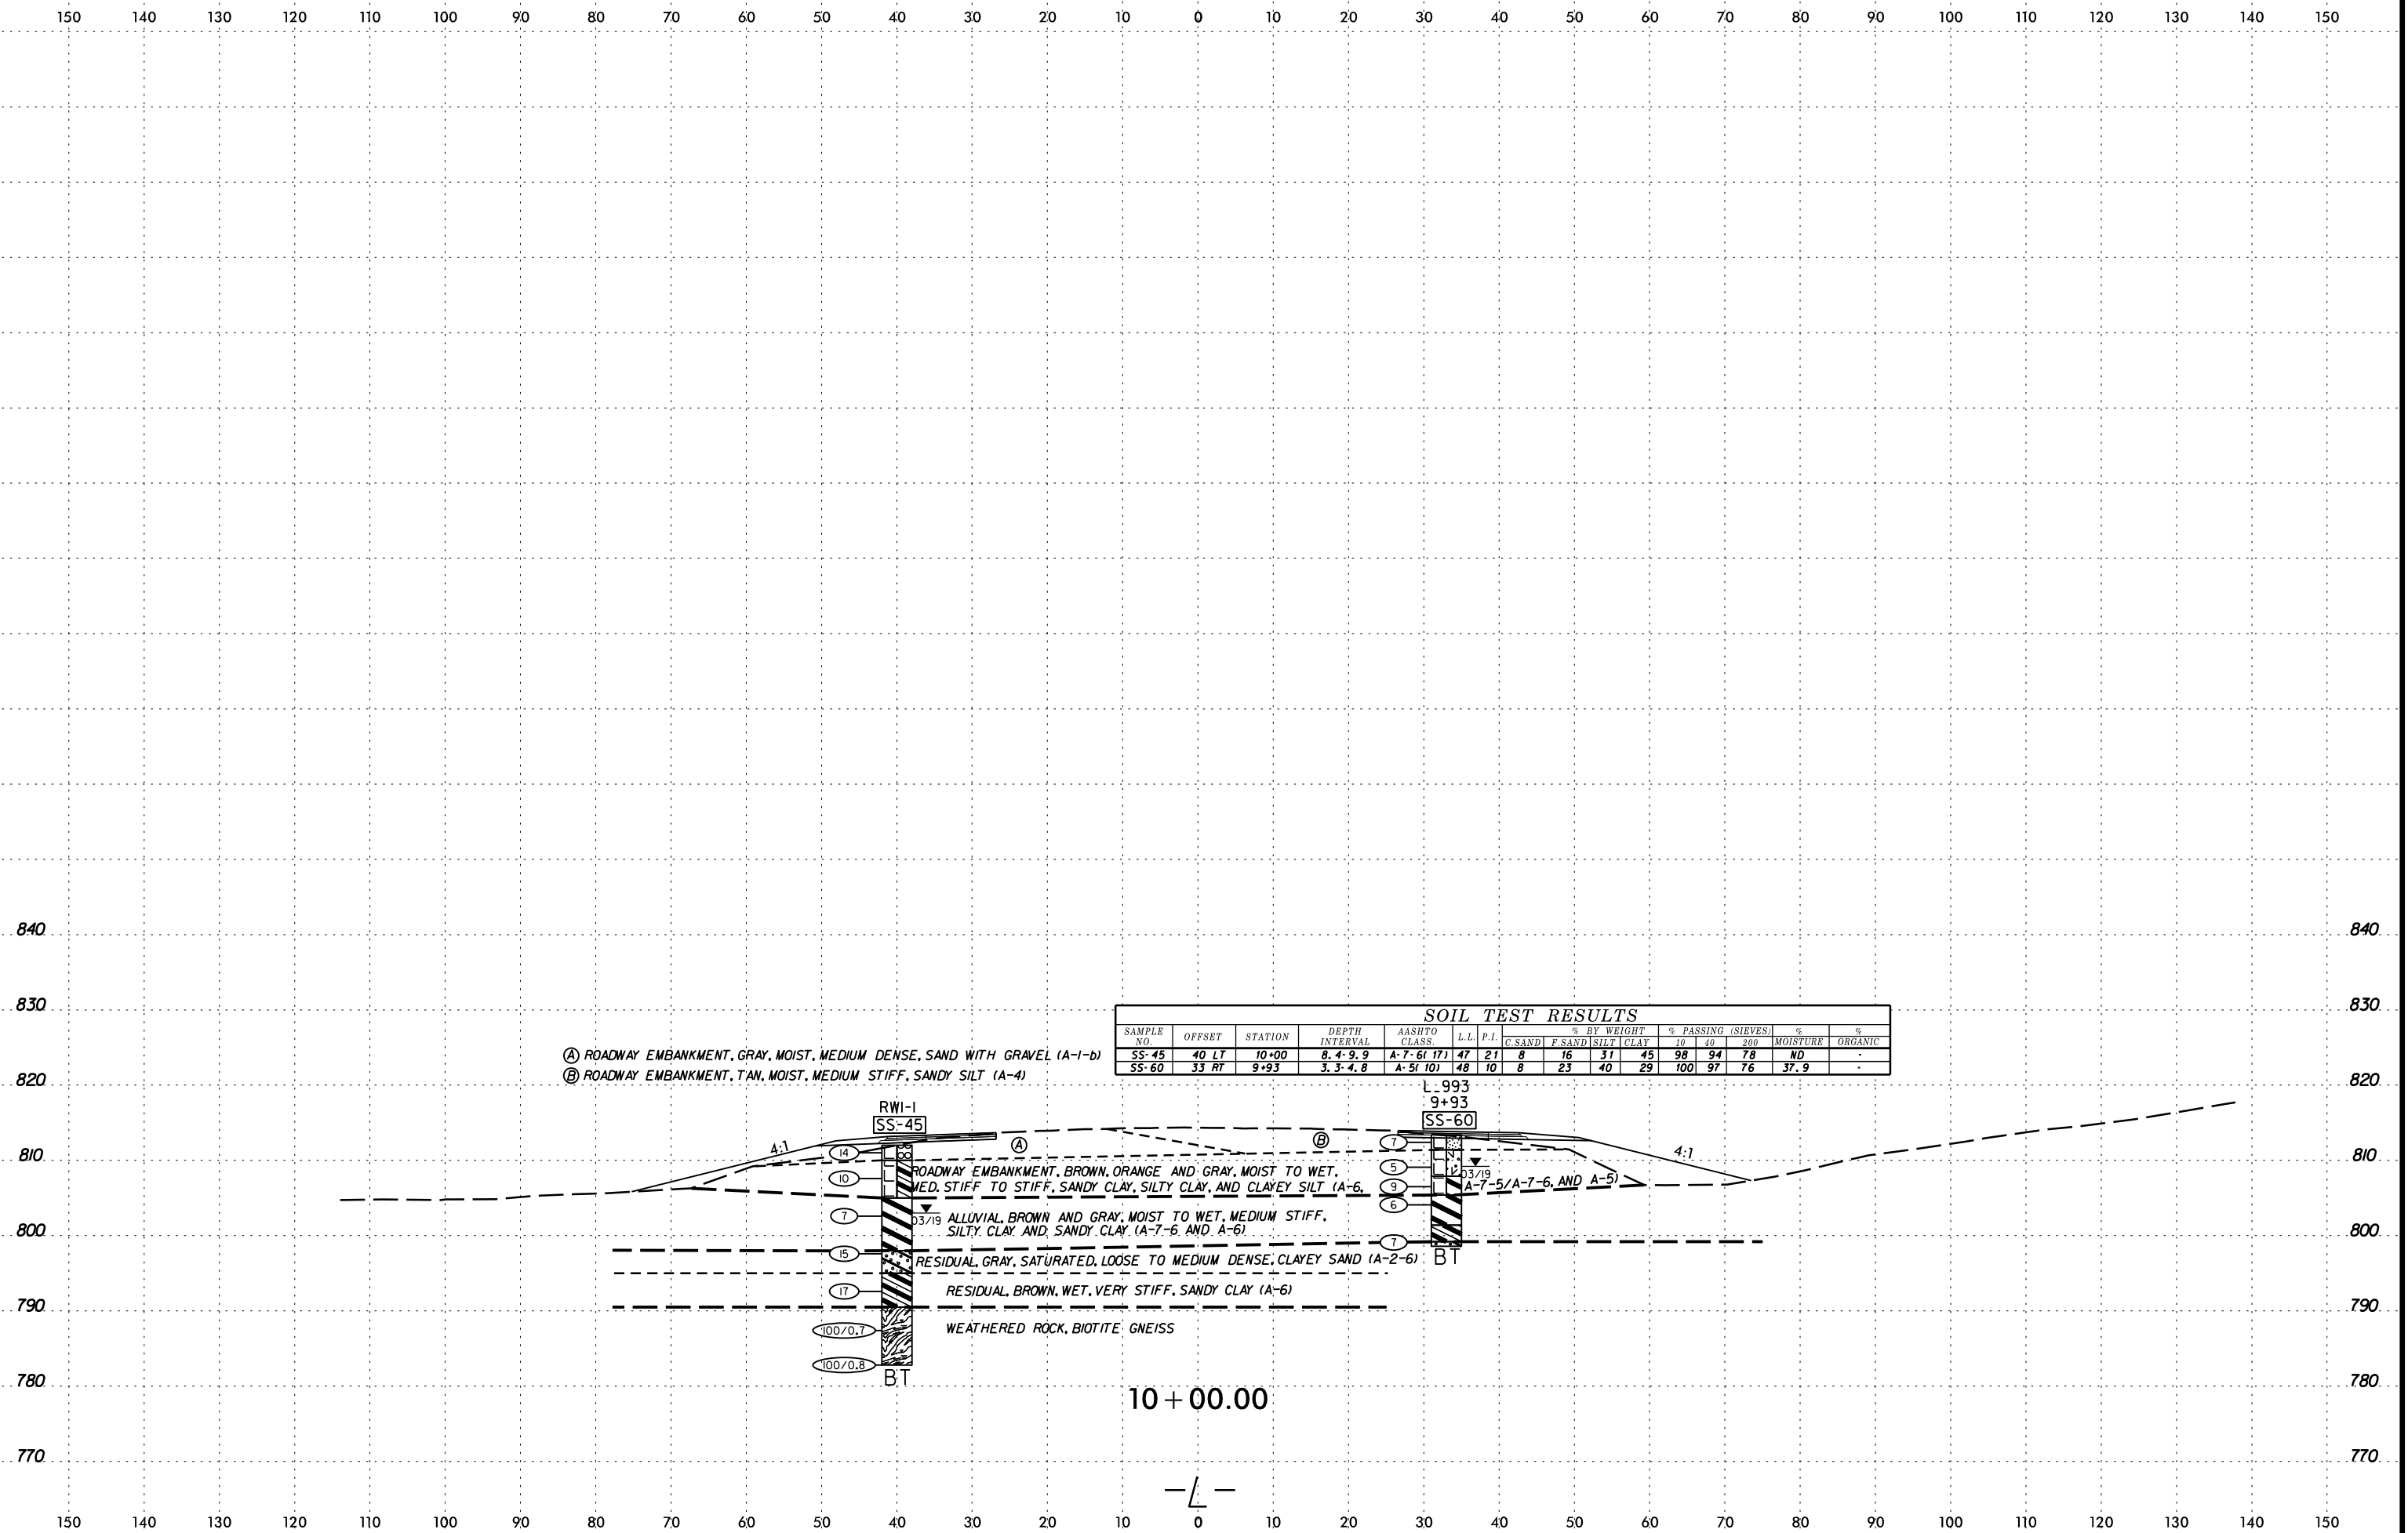 150 140 130 120 110 100 90 80 70 60 50 40 30 20 10 0 10 20 30 40 50 60 70 80 90 100 110 120 130 140 150
840 840
830 830
SOIL TEST RESULTS
SAMPLE NO. OFFSET STATION DEPTH INTERVAL AASHTO CLASS. L.L. P.I. % BY WEIGHT % PASSING (SIEVES) % MOISTURE % ORGANIC
C.SAND F.SAND SILT CLAY 10 40 200
SS-45 40 LT 10+00 8.4-9.9 A-7-6(17) 47 21 8 16 31 45 98 94 78 ND -
SS-60 33 RT 9+93 3.3-4.8 A-5(10) 48 10 8 23 40 29 100 97 76 37.9 -
A ROADWAY EMBANKMENT, GRAY, MOIST, MEDIUM DENSE, SAND WITH GRAVEL (A-1-b)
B ROADWAY EMBANKMENT, TAN, MOIST, MEDIUM STIFF, SANDY SILT (A-4)
820 820
L_993
9+93
SS-60
RW1-1
SS-45
4:1 A B 4:1
14 7
810 810
10 5
ROADWAY EMBANKMENT, BROWN, ORANGE AND GRAY, MOIST TO WET,
03/19
MED. STIFF TO STIFF, SANDY CLAY, SILTY CLAY, AND CLAYEY SILT (A-6, 9 A-7-5/A-7-6, AND A-5)
6
7 03/19 ALLUVIAL, BROWN AND GRAY, MOIST TO WET, MEDIUM STIFF,
SILTY CLAY AND SANDY CLAY (A-7-6 AND A-6)
800 800
7
15
BT
RESIDUAL, GRAY, SATURATED, LOOSE TO MEDIUM DENSE, CLAYEY SAND (A-2-6)
17 RESIDUAL, BROWN, WET, VERY STIFF, SANDY CLAY (A-6)
790 790
100/0.7 WEATHERED ROCK, BIOTITE GNEISS
100/0.8
BT
780 780
10+00.00
770 770
-L-
150 140 130 120 110 100 90 80 70 60 50 40 30 20 10 0 10 20 30 40 50 60 70 80 90 100 110 120 130 140 150